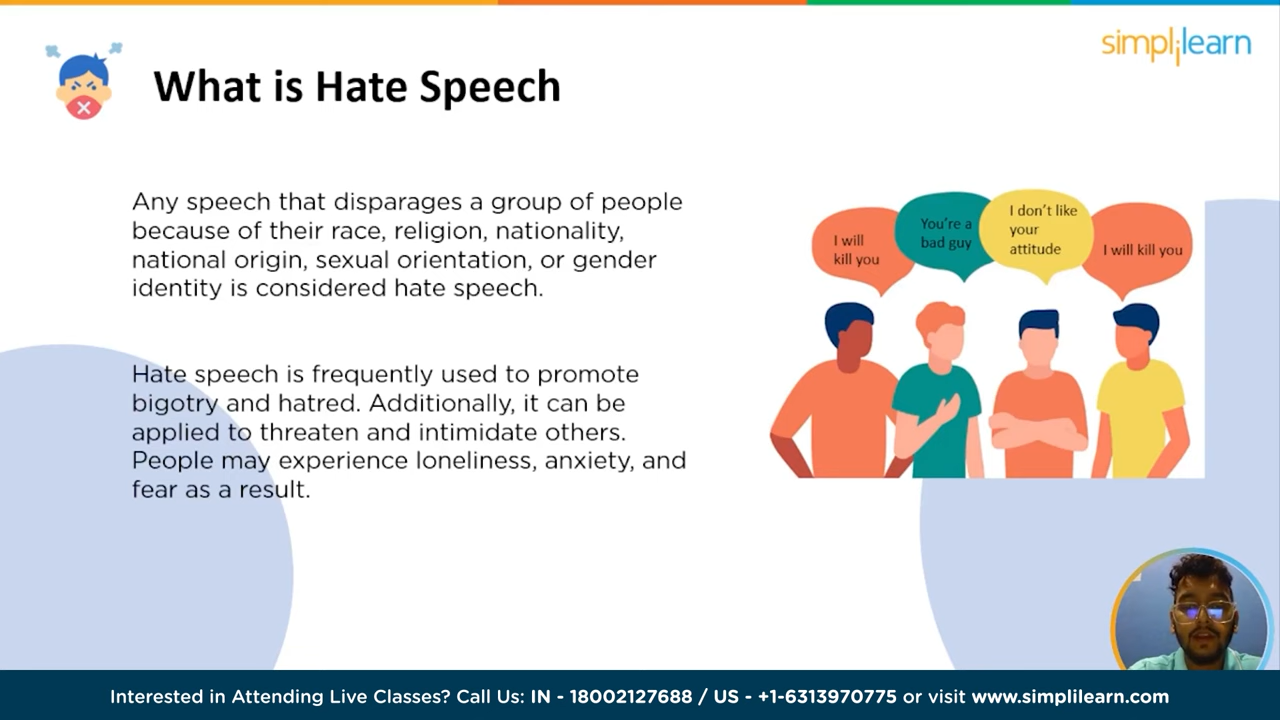 simplilearn
What is Hate Speech
Any speech that disparages a group of people
because of their race, religion, nationality,
national origin, sexual orientation, or gender
identity is considered hate speech.
Hate speech is frequently used to promote
bigotry and hatred. Additionally, it can be
applied to threaten and intimidate others.
People may experience loneliness, anxiety, and
fear as a result.
I will
kill you
You're a
bad guy
I don't like
your
attitude
I will kill you
Interested in Attending Live Classes? Call Us: IN - 18002127688 / US - +1-6313970775 or visit www.simplilearn.com